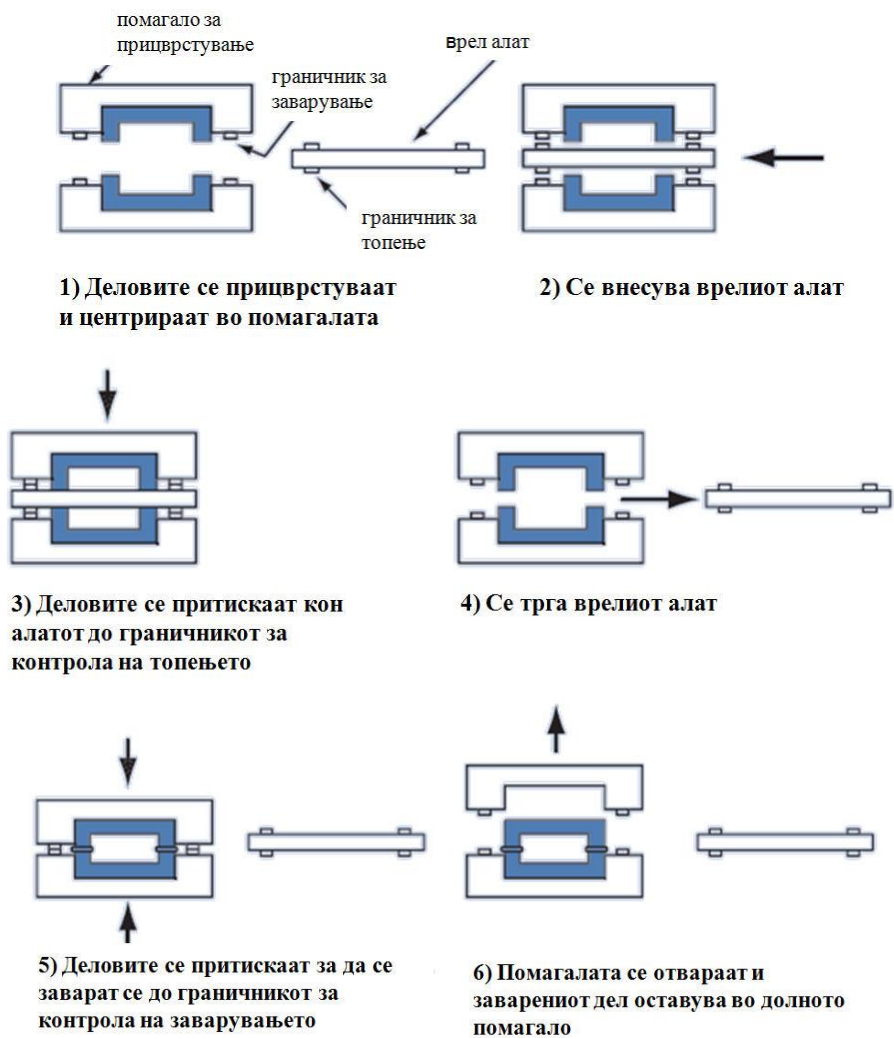 помагало за
прицврстување
граничник за
заварување
врел алат
граничник за
топење
1) Деловите се прицврстуваат
и центрираат во помагалата
2) Се внесува врелиот алат
3) Деловите се притискаат кон
алатот до граничникот за
контрола на топењето
4) Се трга врелиот алат
5) Деловите се притискаат за да се
заварат се до граничникот за
контрола на заварувањето
6) Помагалата се отвараат и
заварениот дел оставува во долното
помагало